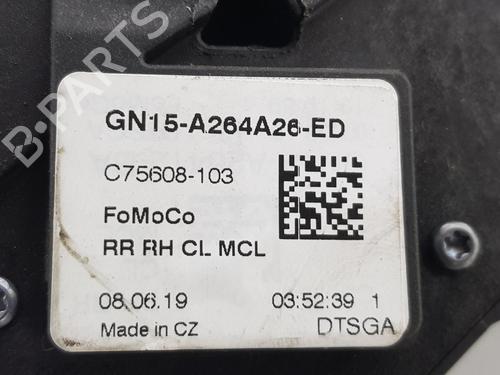 GN15-A264A26-ED
C75608-103
FoMoCo
RR RH CL MCL
08.06.19 03:52:39 1
Made in CZ DTSGA